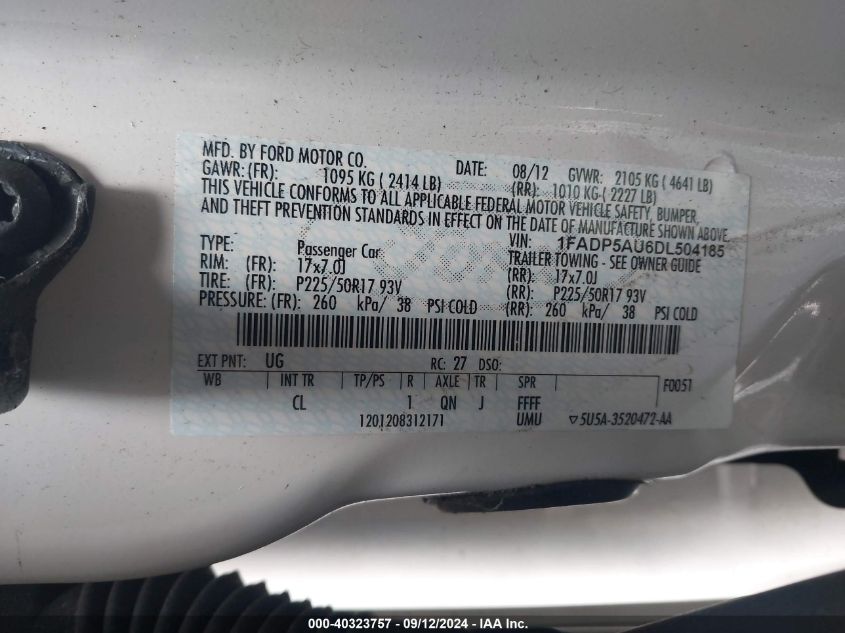 MFD. BY FORD MOTOR CO. DATE: 08/12 GVWR: 2105 KG ( 4641 LB)
GAWR: (FR): 1095 KG ( 2414 LB) (RR): 1010 KG ( 2227 LB)
THIS VEHICLE CONFORMS TO ALL APPLICABLE FEDERAL MOTOR VEHICLE SAFETY, BUMPER,
AND THEFT PREVENTION STANDARDS IN EFFECT ON THE DATE OF MANUFACTURE SHOWN ABOVE.
VIN: 1FADP5AU6DL504185
TYPE: Passenger Car TRAILER TOWING - SEE OWNER GUIDE
RIM: (FR): 17x7.0J (RR): 17x7.0J
TIRE: (FR): P225/50R17 93V (RR): P225/50R17 93V
PRESSURE: (FR): 260 kPa/ 38 PSI COLD (RR): 260 kPa/ 38 PSI COLD
EXT PNT: UG RC: 27 DSO:
WB INT TR TP/PS R AXLE TR SPR F0051
CL 1 QN J FFFF
1201208312171 UMU ▽5U5A-3520472-AA
000-40323757 - 09/12/2024 - IAA Inc.